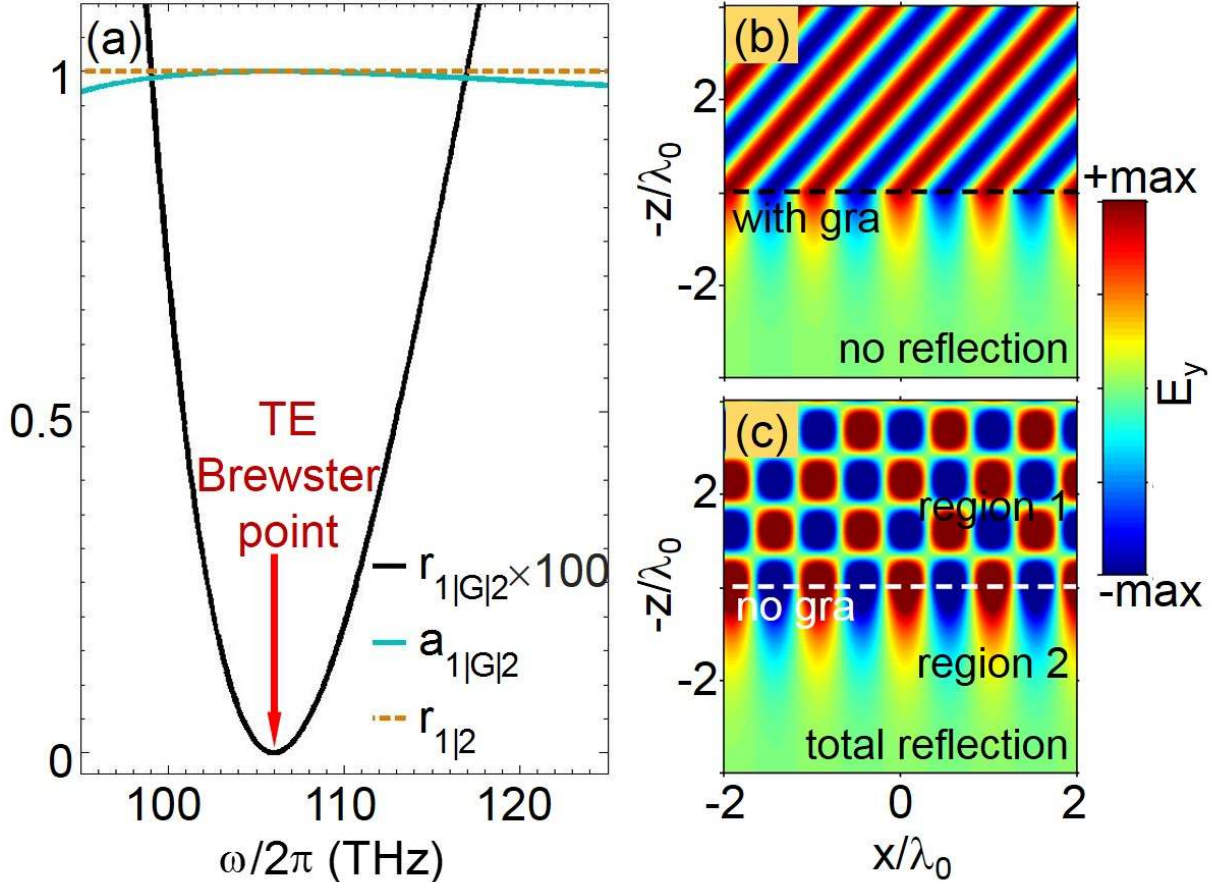 (a)
1
0.5
0
TE
Brewster
point
r1|G|2×100
a1|G|2
r1|2
100
110
120
ω/2π (THz)
(b)
2
-2
-z/λ0
with gra
no reflection
+max
-max
Ey
(c)
2
-2
-z/λ0
region 1
no gra
region 2
total reflection
-2
0
2
x/λ0